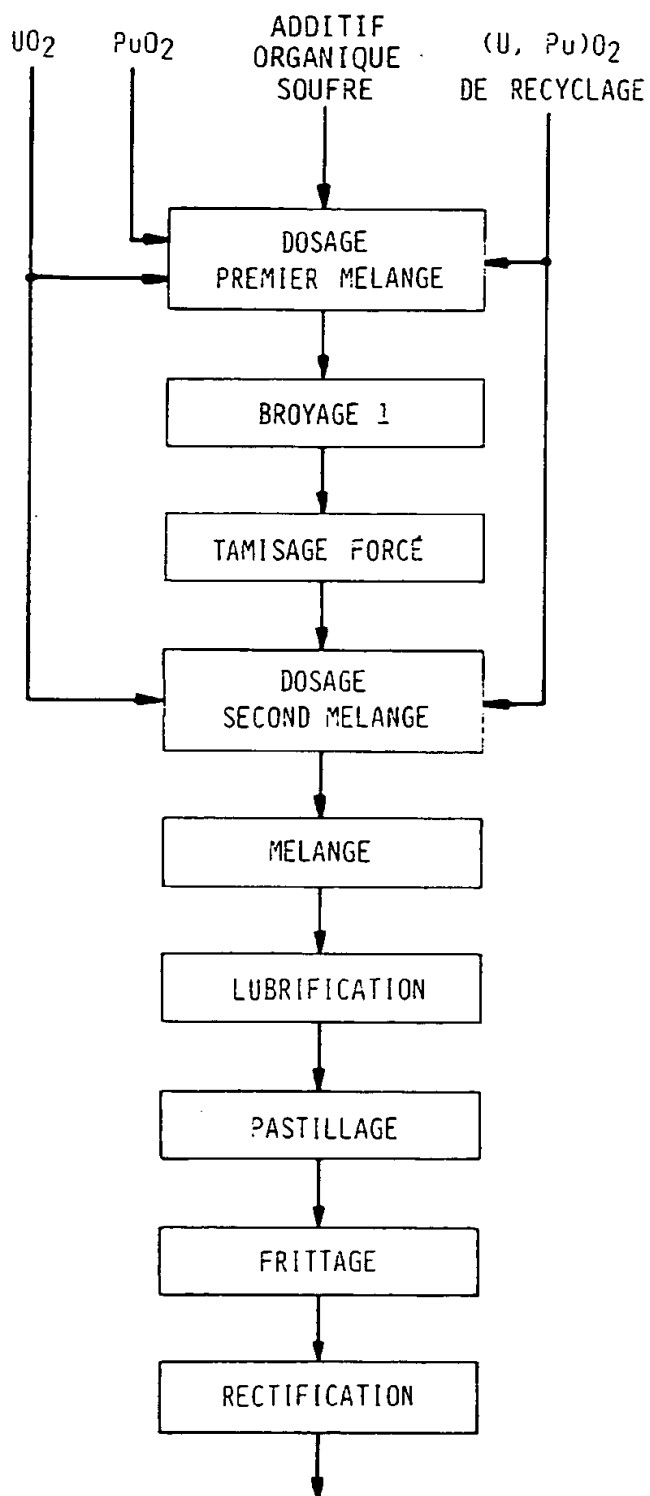 UO₂
PuO₂
ADDITIF
ORGANIQUE
SOUFRE
(U, Pu)O₂
DE RECYCLAGE
DOSAGE
PREMIER MELANGE
BROYAGE 1
TAMISAGE FORCÉ
DOSAGE
SECOND MELANGE
MELANGE
LUBRIFICATION
PASTILLAGE
FRITTAGE
RECTIFICATION